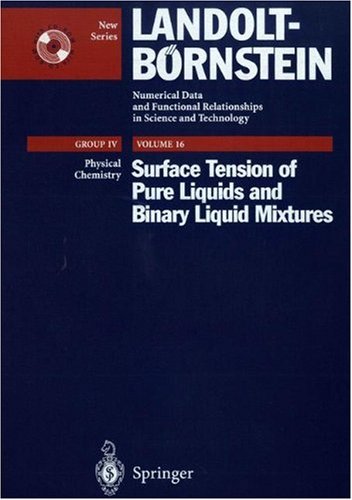 New
Series
LANDOLT-
BÖRNSTEIN
Numerical Data
and Functional Relationships
in Science and Technology
GROUP IV
VOLUME 16
Physical
Chemistry
Surface Tension of
Pure Liquids and
Binary Liquid Mixtures
Springer